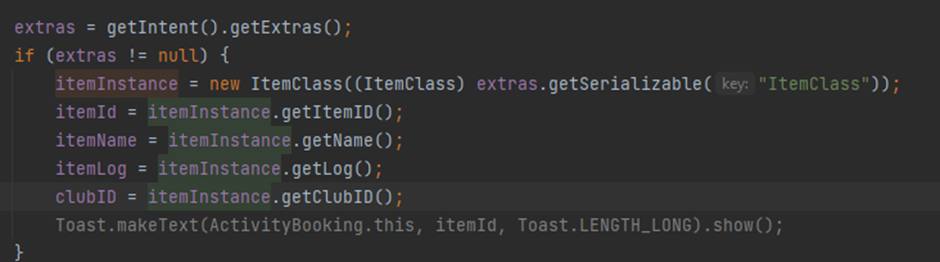 extras = getIntent().getExtras();
if (extras != null) {
itemInstance = new ItemClass((ItemClass) extras.getSerializable( key: "ItemClass"));
itemId = itemInstance.getItemID();
itemName = itemInstance.getName();
itemLog = itemInstance.getLog();
clubID = itemInstance.getClubID();
Toast.makeText(ActivityBooking.this, itemId, Toast.LENGTH_LONG).show();
}